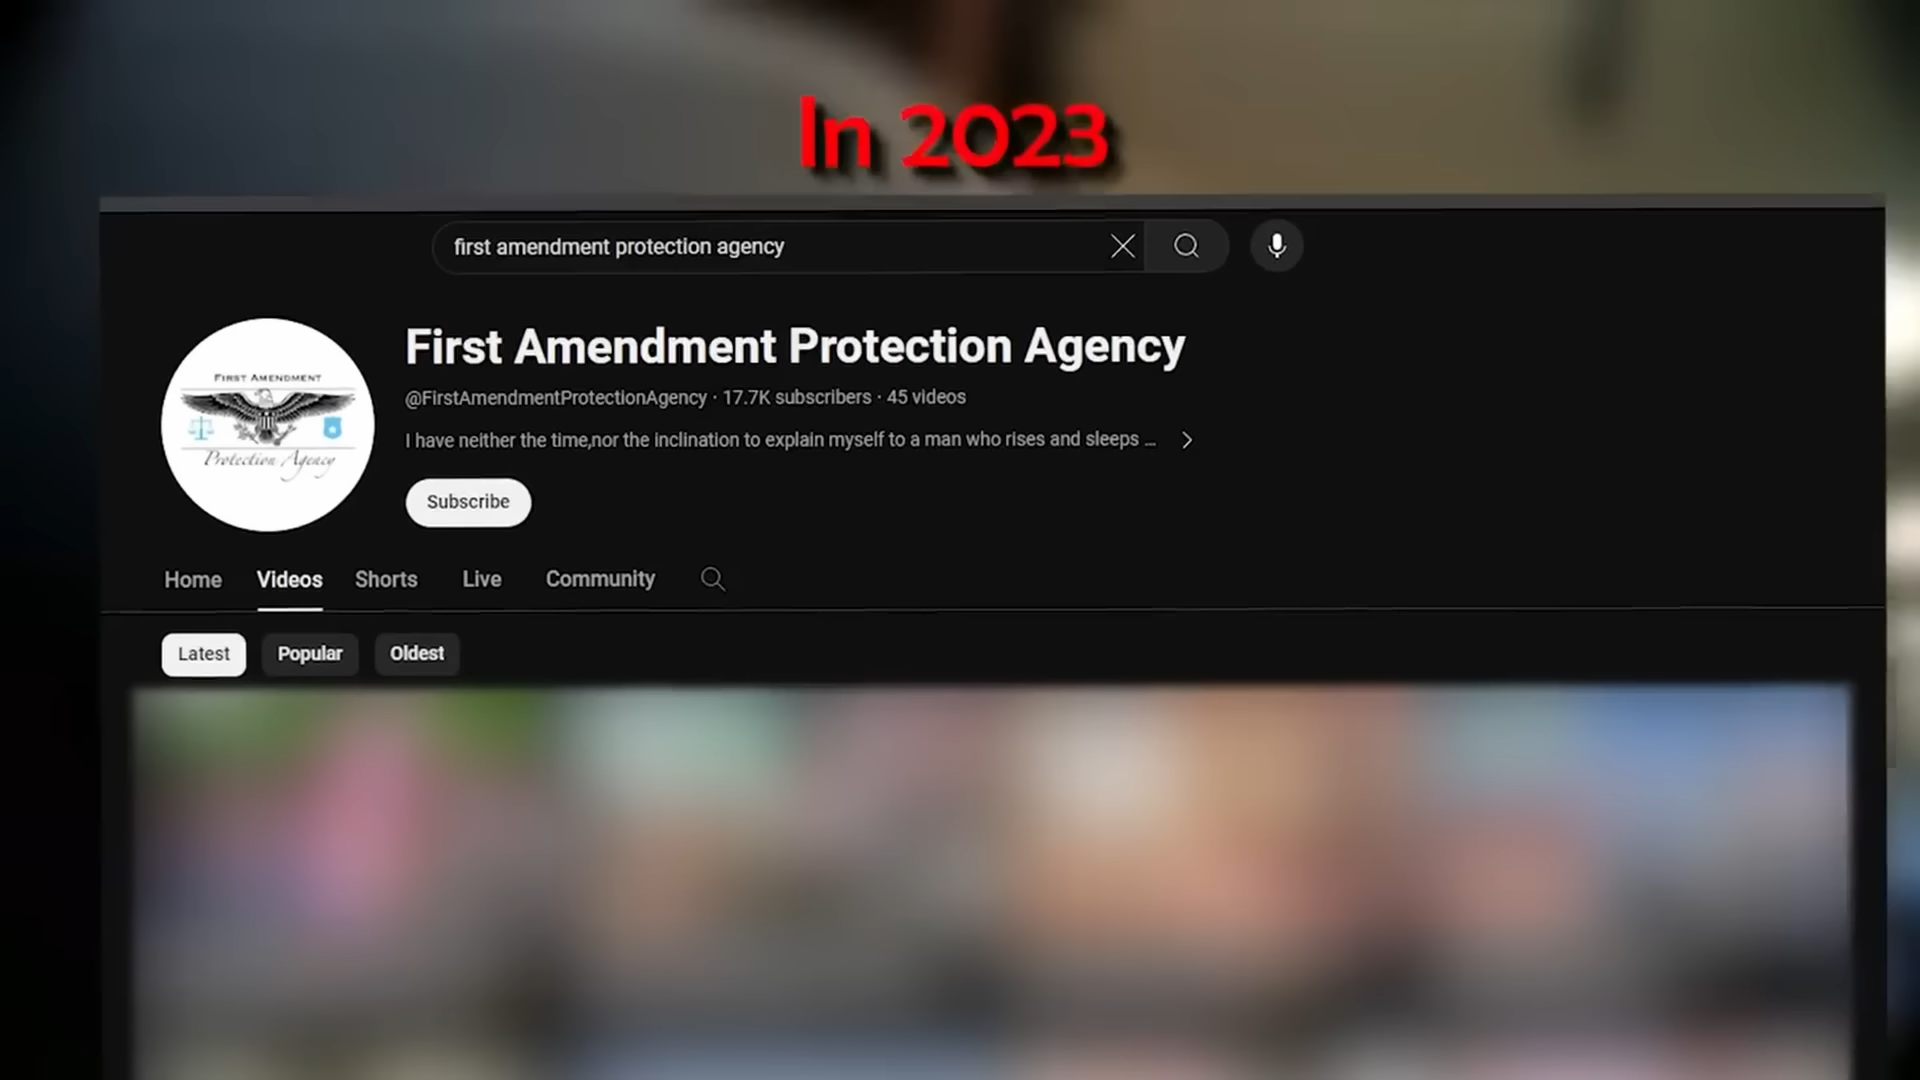 In 2023
first amendment protection agency
First Amendment Protection Agency
FIRST AMENDMENT
Protection Agency
@FirstAmendmentProtectionAgency · 17.7K subscribers · 45 videos
I have neither the time,nor the inclination to explain myself to a man who rises and sleeps ...
Subscribe
Home Videos Shorts Live Community
Latest Popular Oldest